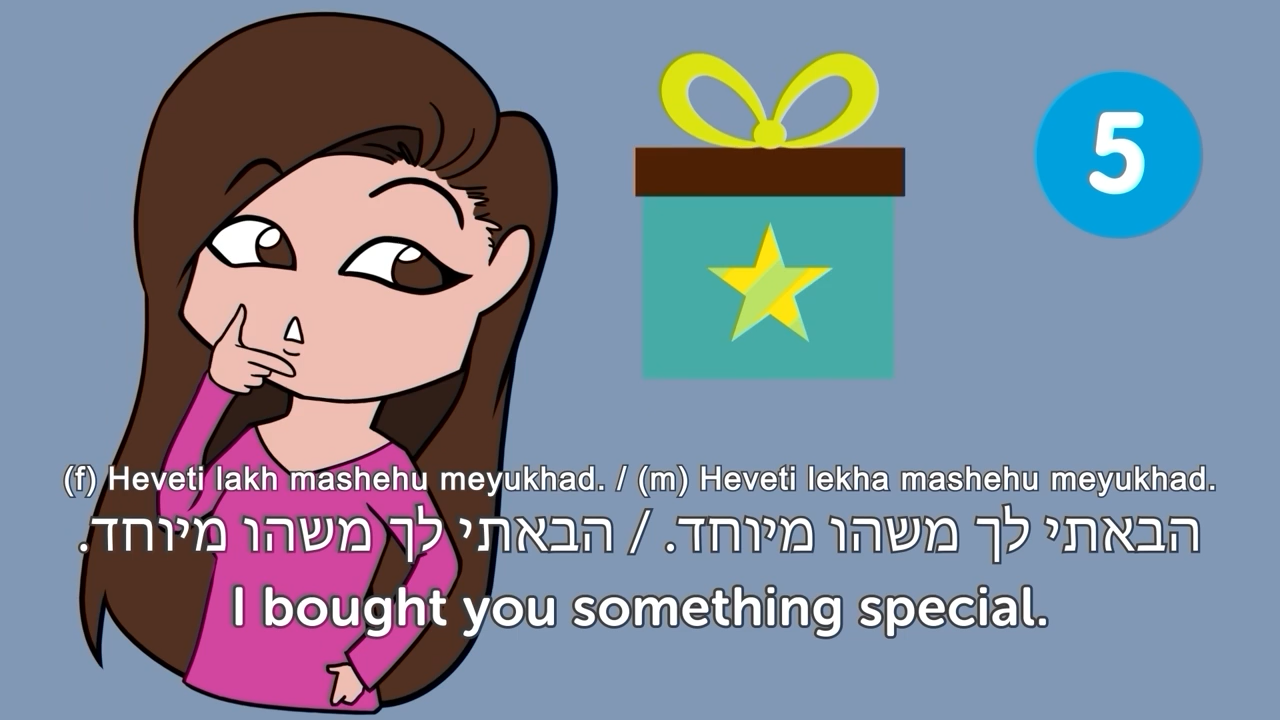 5
(f) Heveti lakh mashehu meyukhad. / (m) Heveti lekha mashehu meyukhad.
הבאתי לך משהו מיוחד. / הבאתי לך משהו מיוחד.
I bought you something special.